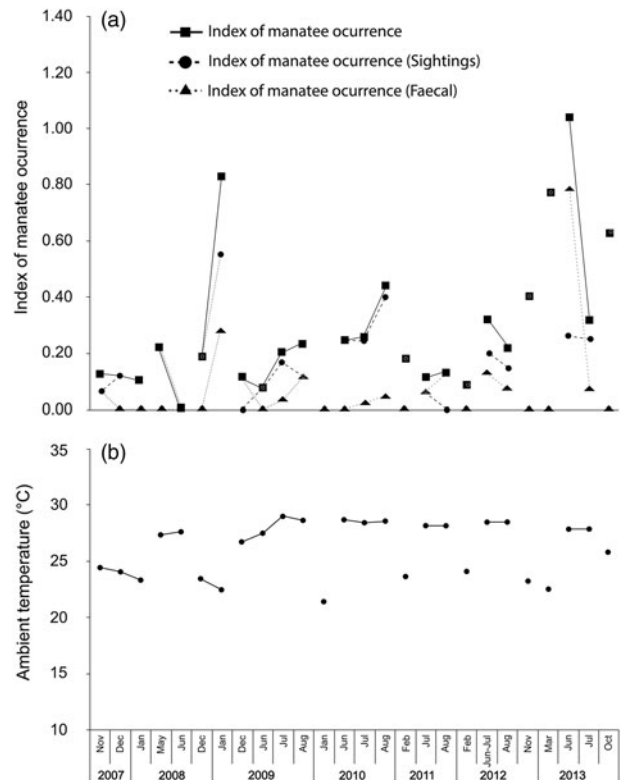 (a)
Index of manatee ocurrence
Index of manatee ocurrence (Sightings)
Index of manatee ocurrence (Faecal)
Index of manatee ocurrence
1.40
1.20
1.00
0.80
0.60
0.40
0.20
0.00
(b)
Ambient temperature (°C)
35
30
25
20
15
10
Nov Dec Jan May Jun Dec Jan Dec Jun Jul Aug Jan Jun Jul Aug Feb Jul Aug Feb Jun-Jul Aug Nov Mar Jun Jul Oct
2007 2008 2009 2010 2011 2012 2013